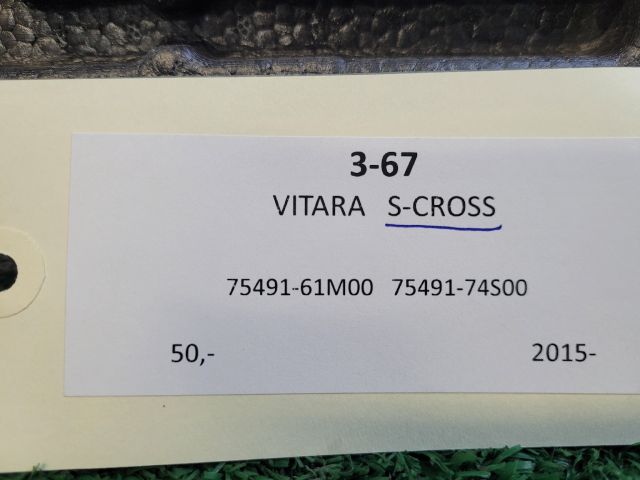 3-67
VITARA S-CROSS
75491-61M00 75491-74S00
50,- 2015-